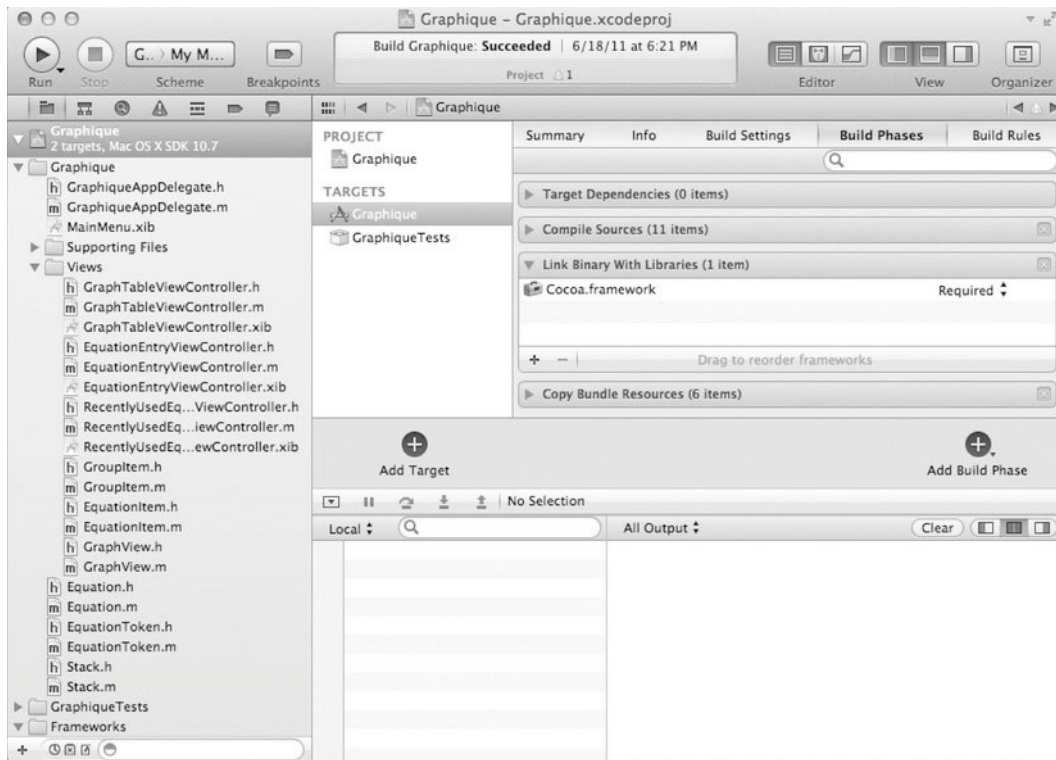 Graphique – Graphique.xcodeproj
G.. › My M...
Run
Stop
Scheme
Breakpoints
Build Graphique: Succeeded | 6/18/11 at 6:21 PM
Project 1
Editor
View
Organizer
Graphique
Graphique
2 targets, Mac OS X SDK 10.7
Graphique
h GraphiqueAppDelegate.h
m GraphiqueAppDelegate.m
MainMenu.xib
Supporting Files
Views
h GraphTableViewController.h
m GraphTableViewController.m
GraphTableViewController.xib
h EquationEntryViewController.h
m EquationEntryViewController.m
EquationEntryViewController.xib
h RecentlyUsedEq...ViewController.h
m RecentlyUsedEq...iewController.m
RecentlyUsedEq...ewController.xib
h GroupItem.h
m GroupItem.m
h EquationItem.h
m EquationItem.m
h GraphView.h
m GraphView.m
h Equation.h
m Equation.m
h EquationToken.h
m EquationToken.m
h Stack.h
m Stack.m
GraphiqueTests
Frameworks
PROJECT
Graphique
TARGETS
Graphique
GraphiqueTests
Summary
Info
Build Settings
Build Phases
Build Rules
Target Dependencies (0 items)
Compile Sources (11 items)
Link Binary With Libraries (1 item)
Cocoa.framework
Required
Drag to reorder frameworks
Copy Bundle Resources (6 items)
Add Target
Add Build Phase
No Selection
Local
All Output
Clear